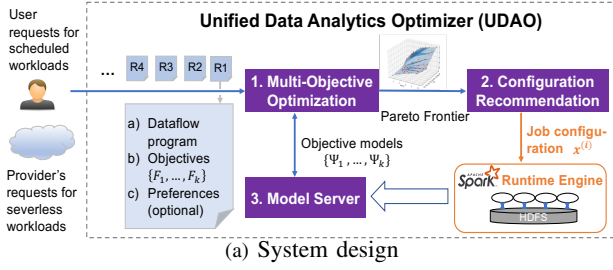 Unified Data Analytics Optimizer (UDAO)
User
requests for
scheduled
workloads
... R4 R3 R2 R1
1. Multi-Objective
Optimization
Pareto Frontier
2. Configuration
Recommendation
a) Dataflow
program
b) Objectives
{F₁,...,Fₖ}
c) Preferences
(optional)
Objective models
{Ψ₁,...,Ψₖ}
Job configu-
ration x⁽ⁱ⁾
Provider's
requests for
severless
workloads
3. Model Server
APACHE
Spark Runtime Engine
HDFS
(a) System design